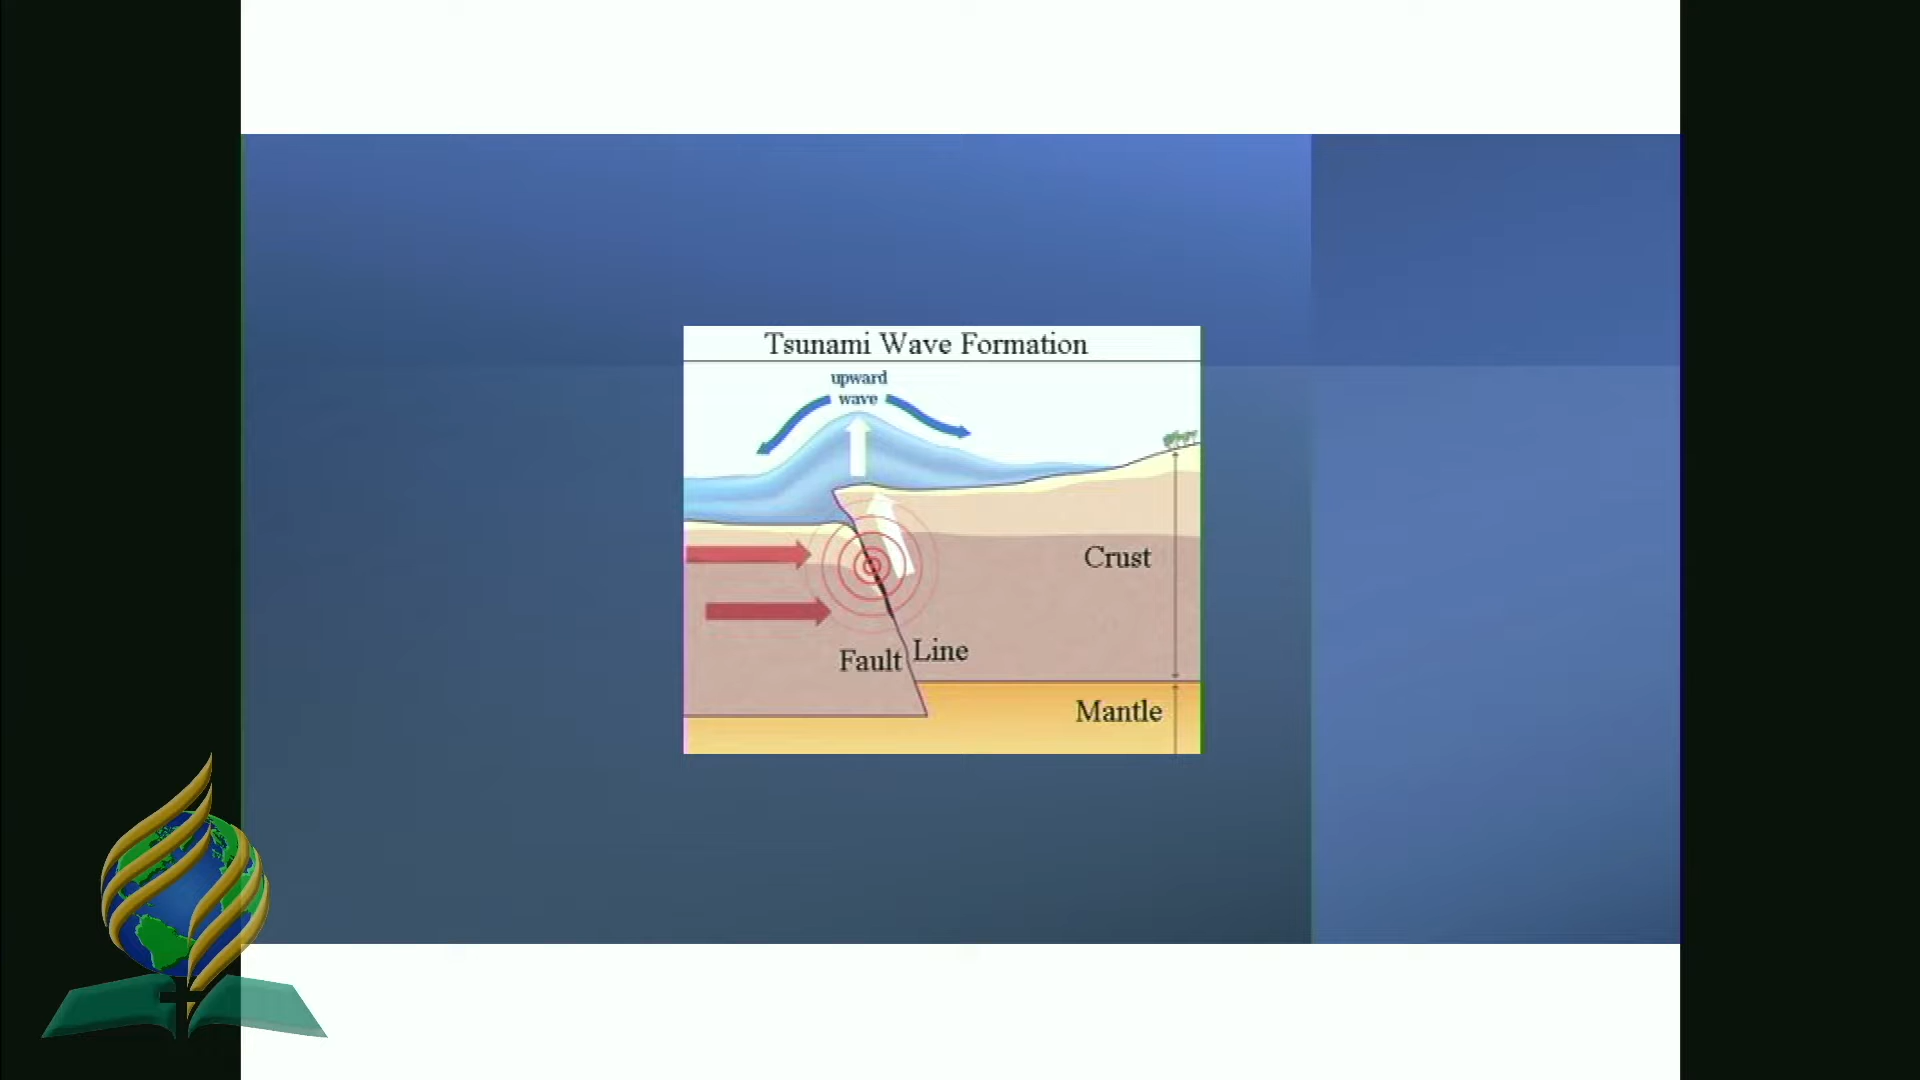 Tsunami Wave Formation
upward
wave
Crust
Fault Line
Mantle